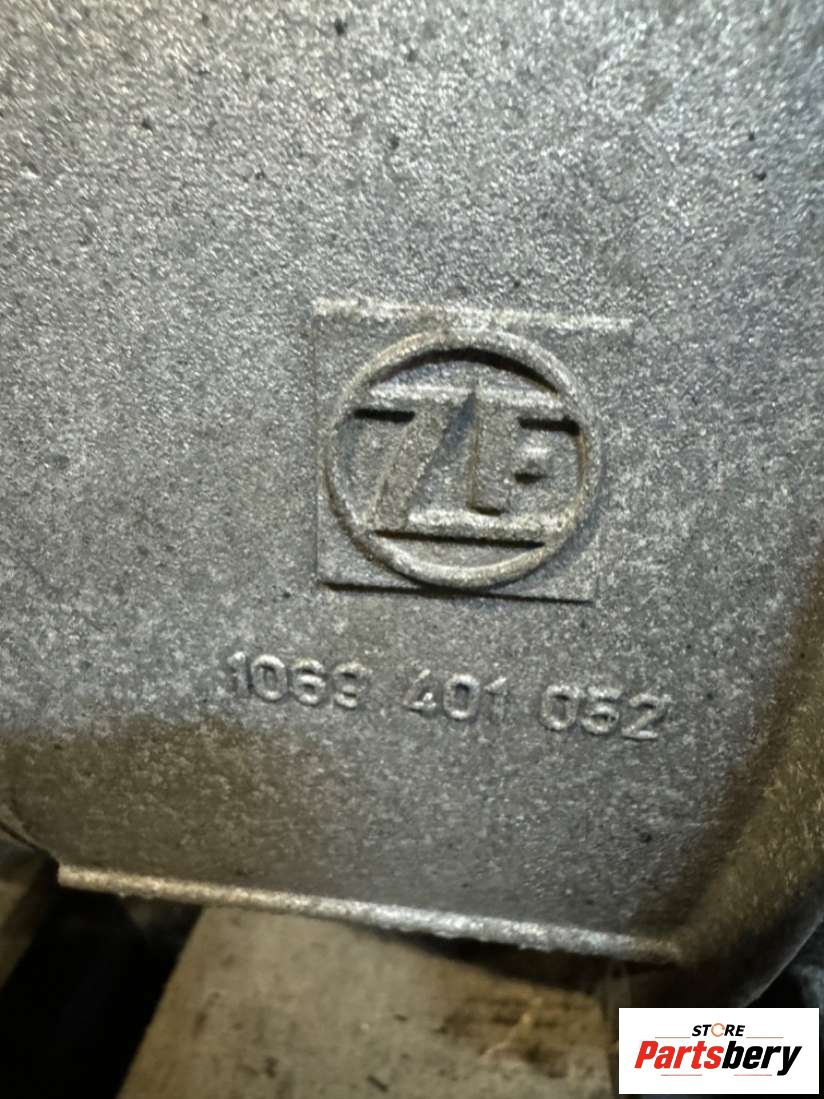 ZF
1069 401 052
STORE
Partsbery